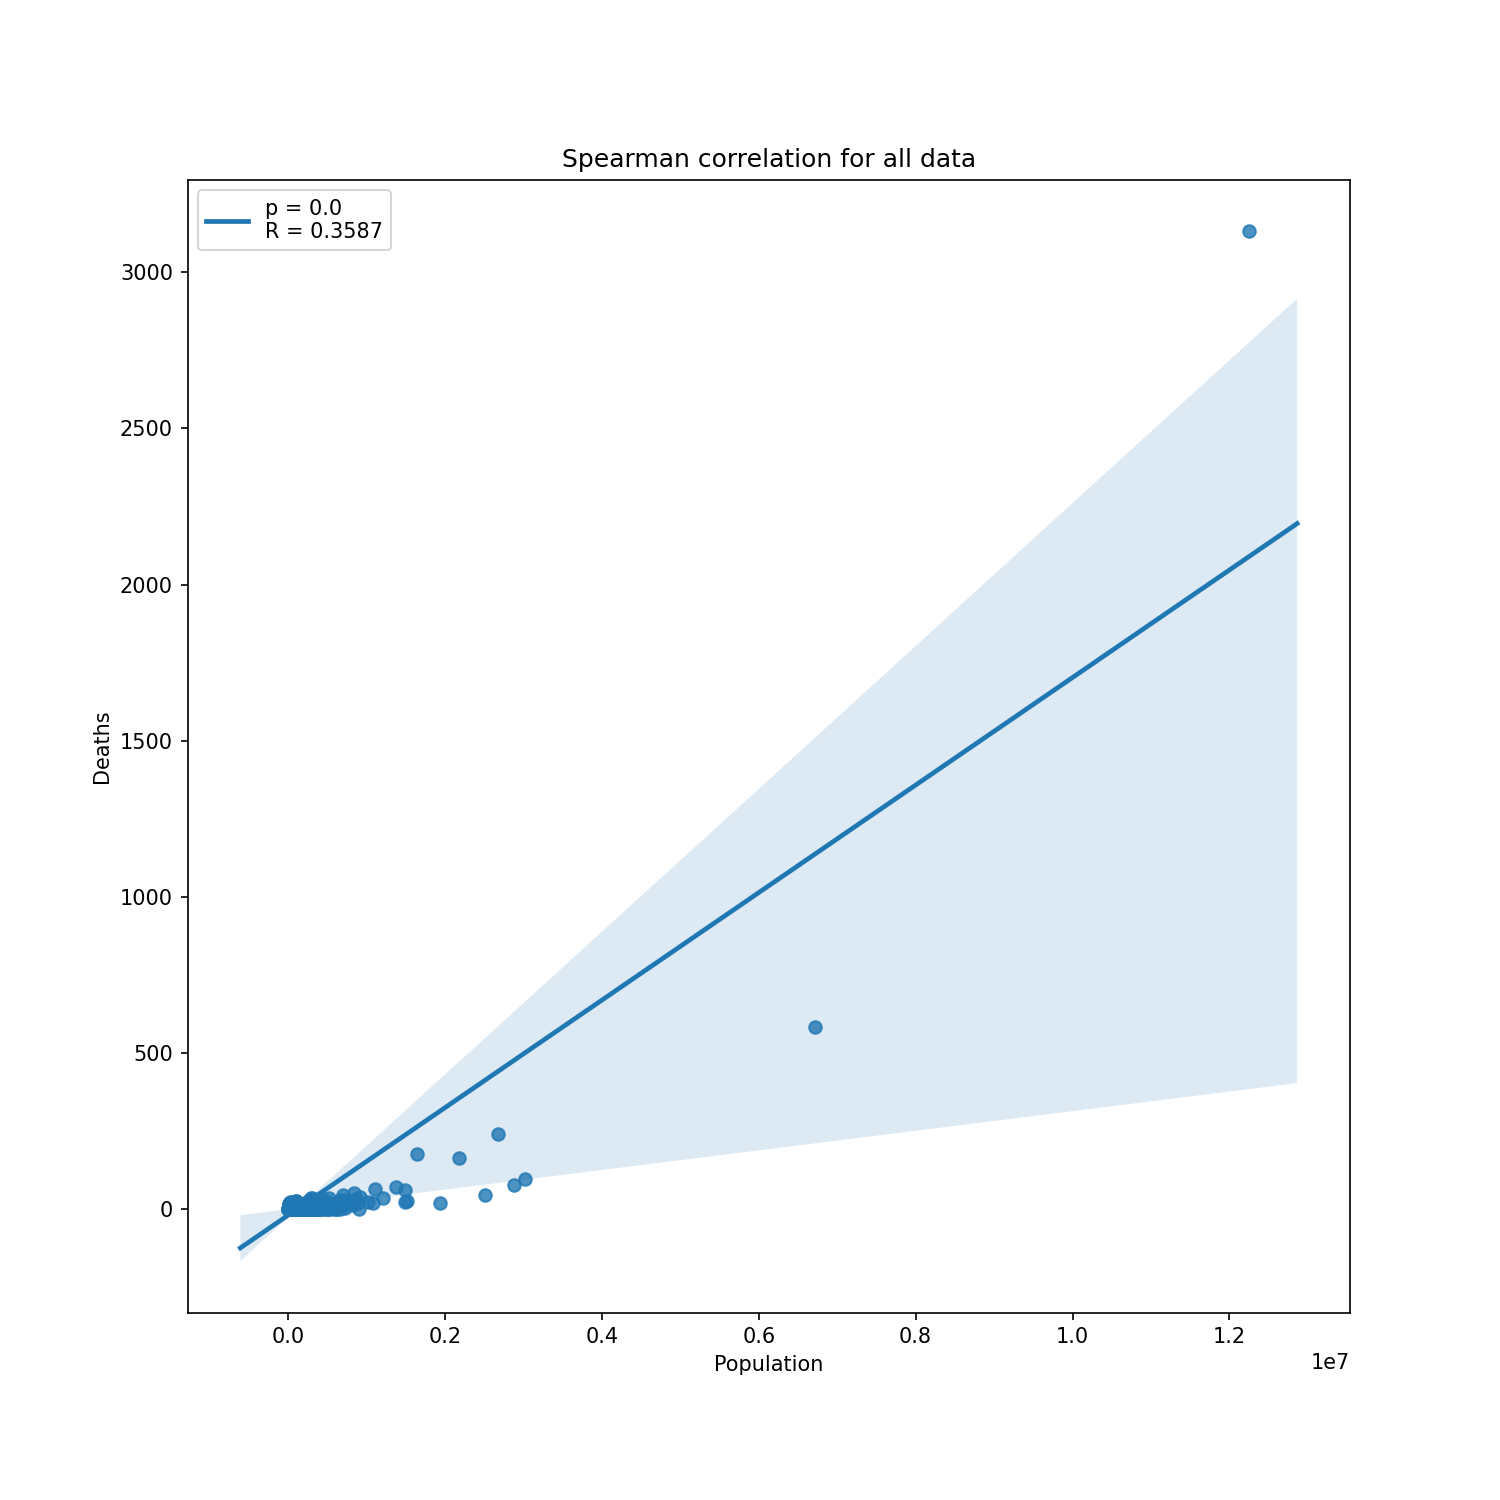 Spearman correlation for all data
p = 0.0
R = 0.3587
3000
2500
2000
1500
1000
500
0
Deaths
0.0 0.2 0.4 0.6 0.8 1.0 1.2
1e7
Population